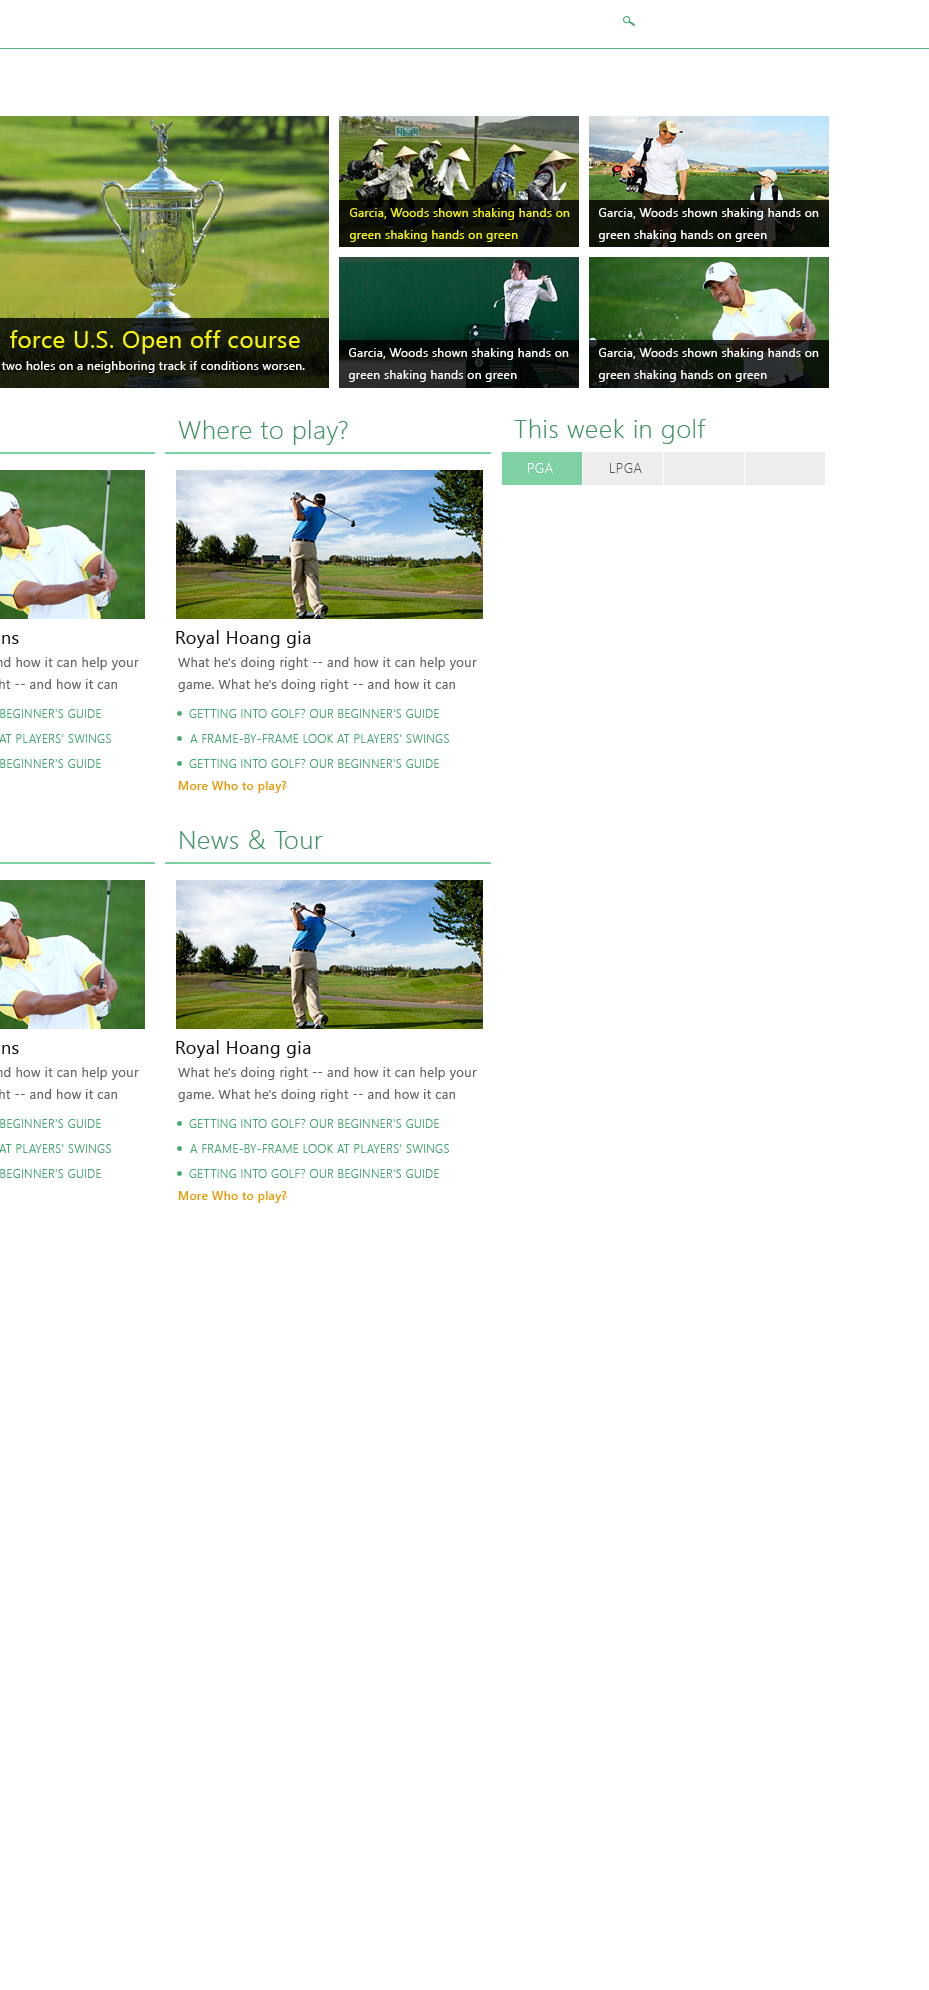 Garcia, Woods shown shaking hands on
green shaking hands on green
Garcia, Woods shown shaking hands on
green shaking hands on green
force U.S. Open off course
two holes on a neighboring track if conditions worsen.
Garcia, Woods shown shaking hands on
green shaking hands on green
Garcia, Woods shown shaking hands on
green shaking hands on green
Where to play?
This week in golf
PGA
LPGA
ns
nd how it can help your
ht -- and how it can
BEGINNER'S GUIDE
AT PLAYERS' SWINGS
BEGINNER'S GUIDE
Royal Hoang gia
What he's doing right -- and how it can help your
game. What he's doing right -- and how it can
GETTING INTO GOLF? OUR BEGINNER'S GUIDE
A FRAME-BY-FRAME LOOK AT PLAYERS' SWINGS
GETTING INTO GOLF? OUR BEGINNER'S GUIDE
More Who to play?
News & Tour
ns
nd how it can help your
ht -- and how it can
BEGINNER'S GUIDE
AT PLAYERS' SWINGS
BEGINNER'S GUIDE
Royal Hoang gia
What he's doing right -- and how it can help your
game. What he's doing right -- and how it can
GETTING INTO GOLF? OUR BEGINNER'S GUIDE
A FRAME-BY-FRAME LOOK AT PLAYERS' SWINGS
GETTING INTO GOLF? OUR BEGINNER'S GUIDE
More Who to play?